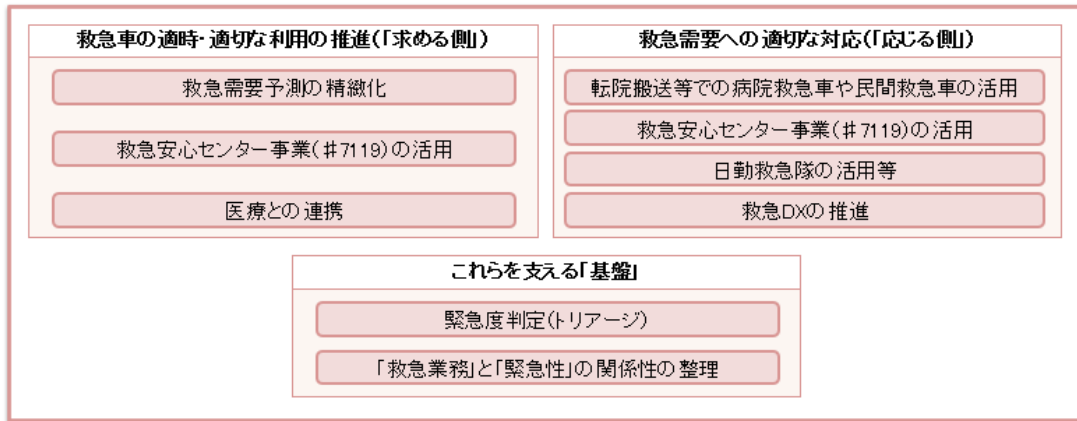 救急車の適時・適切な利用の推進(「求める側」)
救急需要予測の精緻化
救急安心センター事業(＃7119)の活用
医療との連携
救急需要への適切な対応(「応じる側」)
転院搬送等での病院救急車や民間救急車の活用
救急安心センター事業(＃7119)の活用
日勤救急隊の活用等
救急DXの推進
これらを支える「基盤」
緊急度判定(トリアージ)
「救急業務」と「緊急性」の関係性の整理